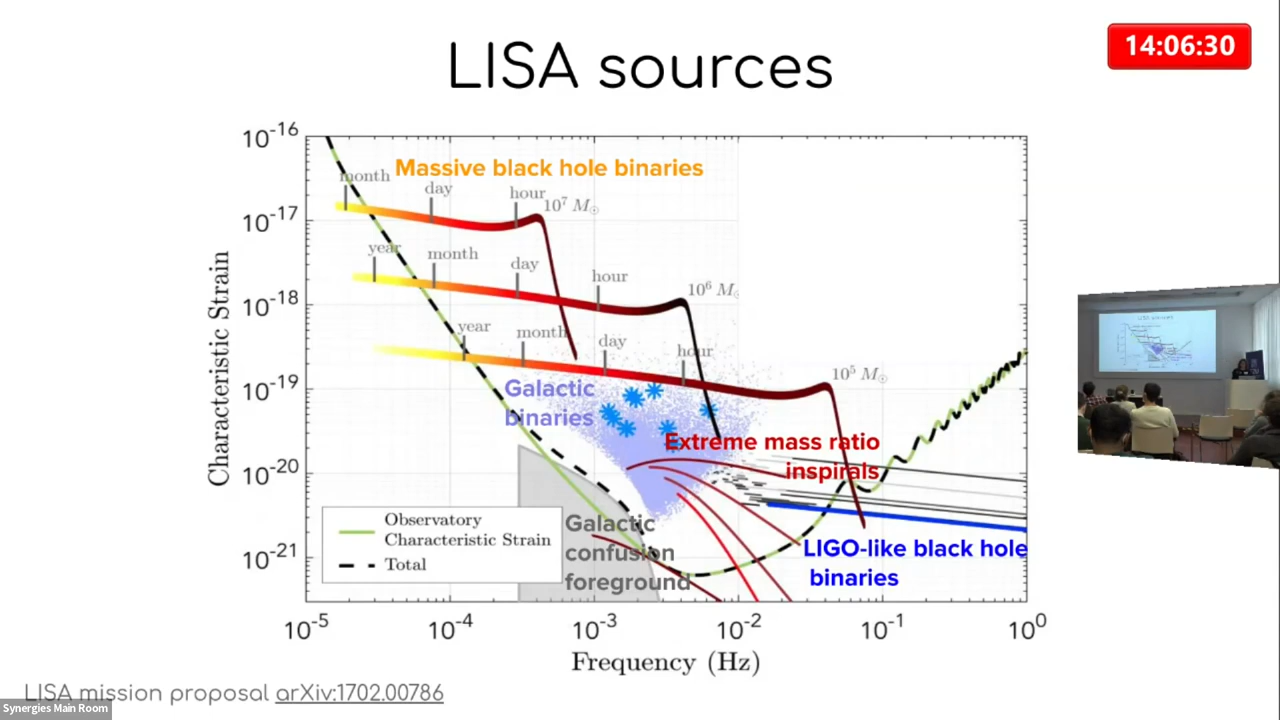 LISA sources
14:06:30
10^-16
10^-17
10^-18
10^-19
10^-20
10^-21
Characteristic Strain
Massive black hole binaries
month
day
hour
10^7 M☉
year
month
day
hour
10^6 M☉
year
month
day
hour
10^5 M☉
Galactic
binaries
Extreme mass ratio
inspirals
Galactic
confusion
foreground
LIGO-like black hole
binaries
Observatory
Characteristic Strain
Total
10^-5
10^-4
10^-3
10^-2
10^-1
10^0
Frequency (Hz)
LISA mission proposal arXiv:1702.00786
Synergies Main Room
LISA sources